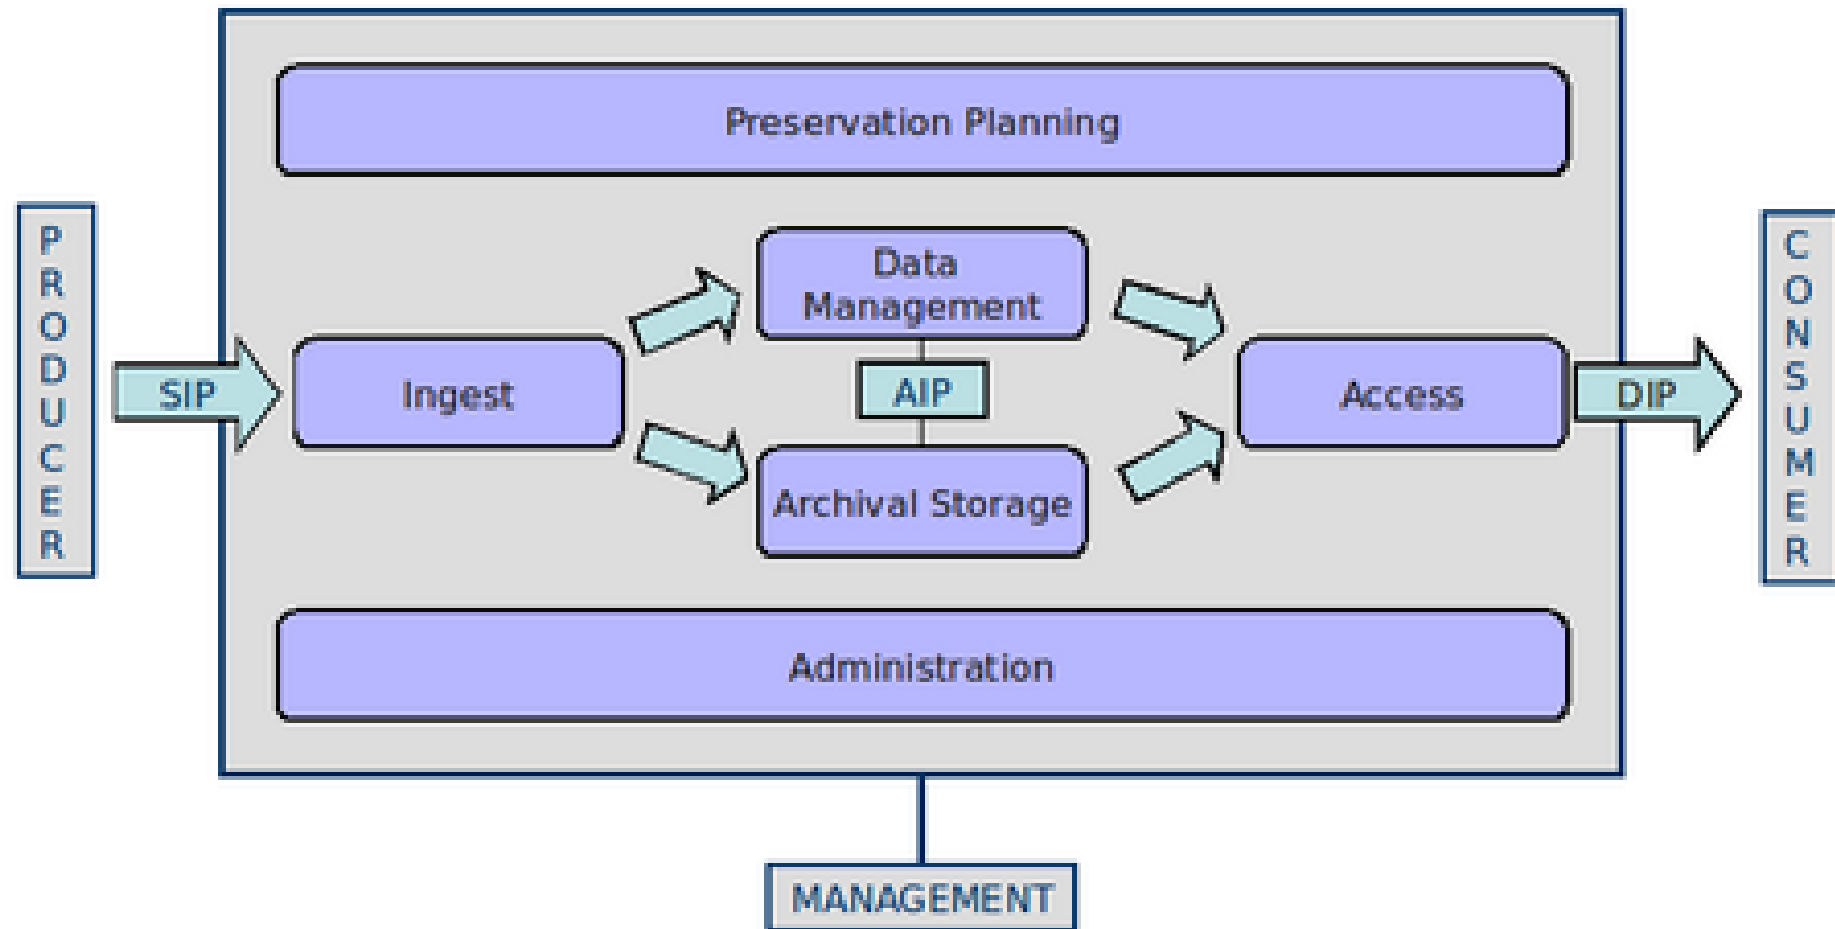 Preservation Planning
PRODUCER
SIP
Ingest
Data
Management
AIP
Archival Storage
Access
DIP
CONSUMER
Administration
MANAGEMENT